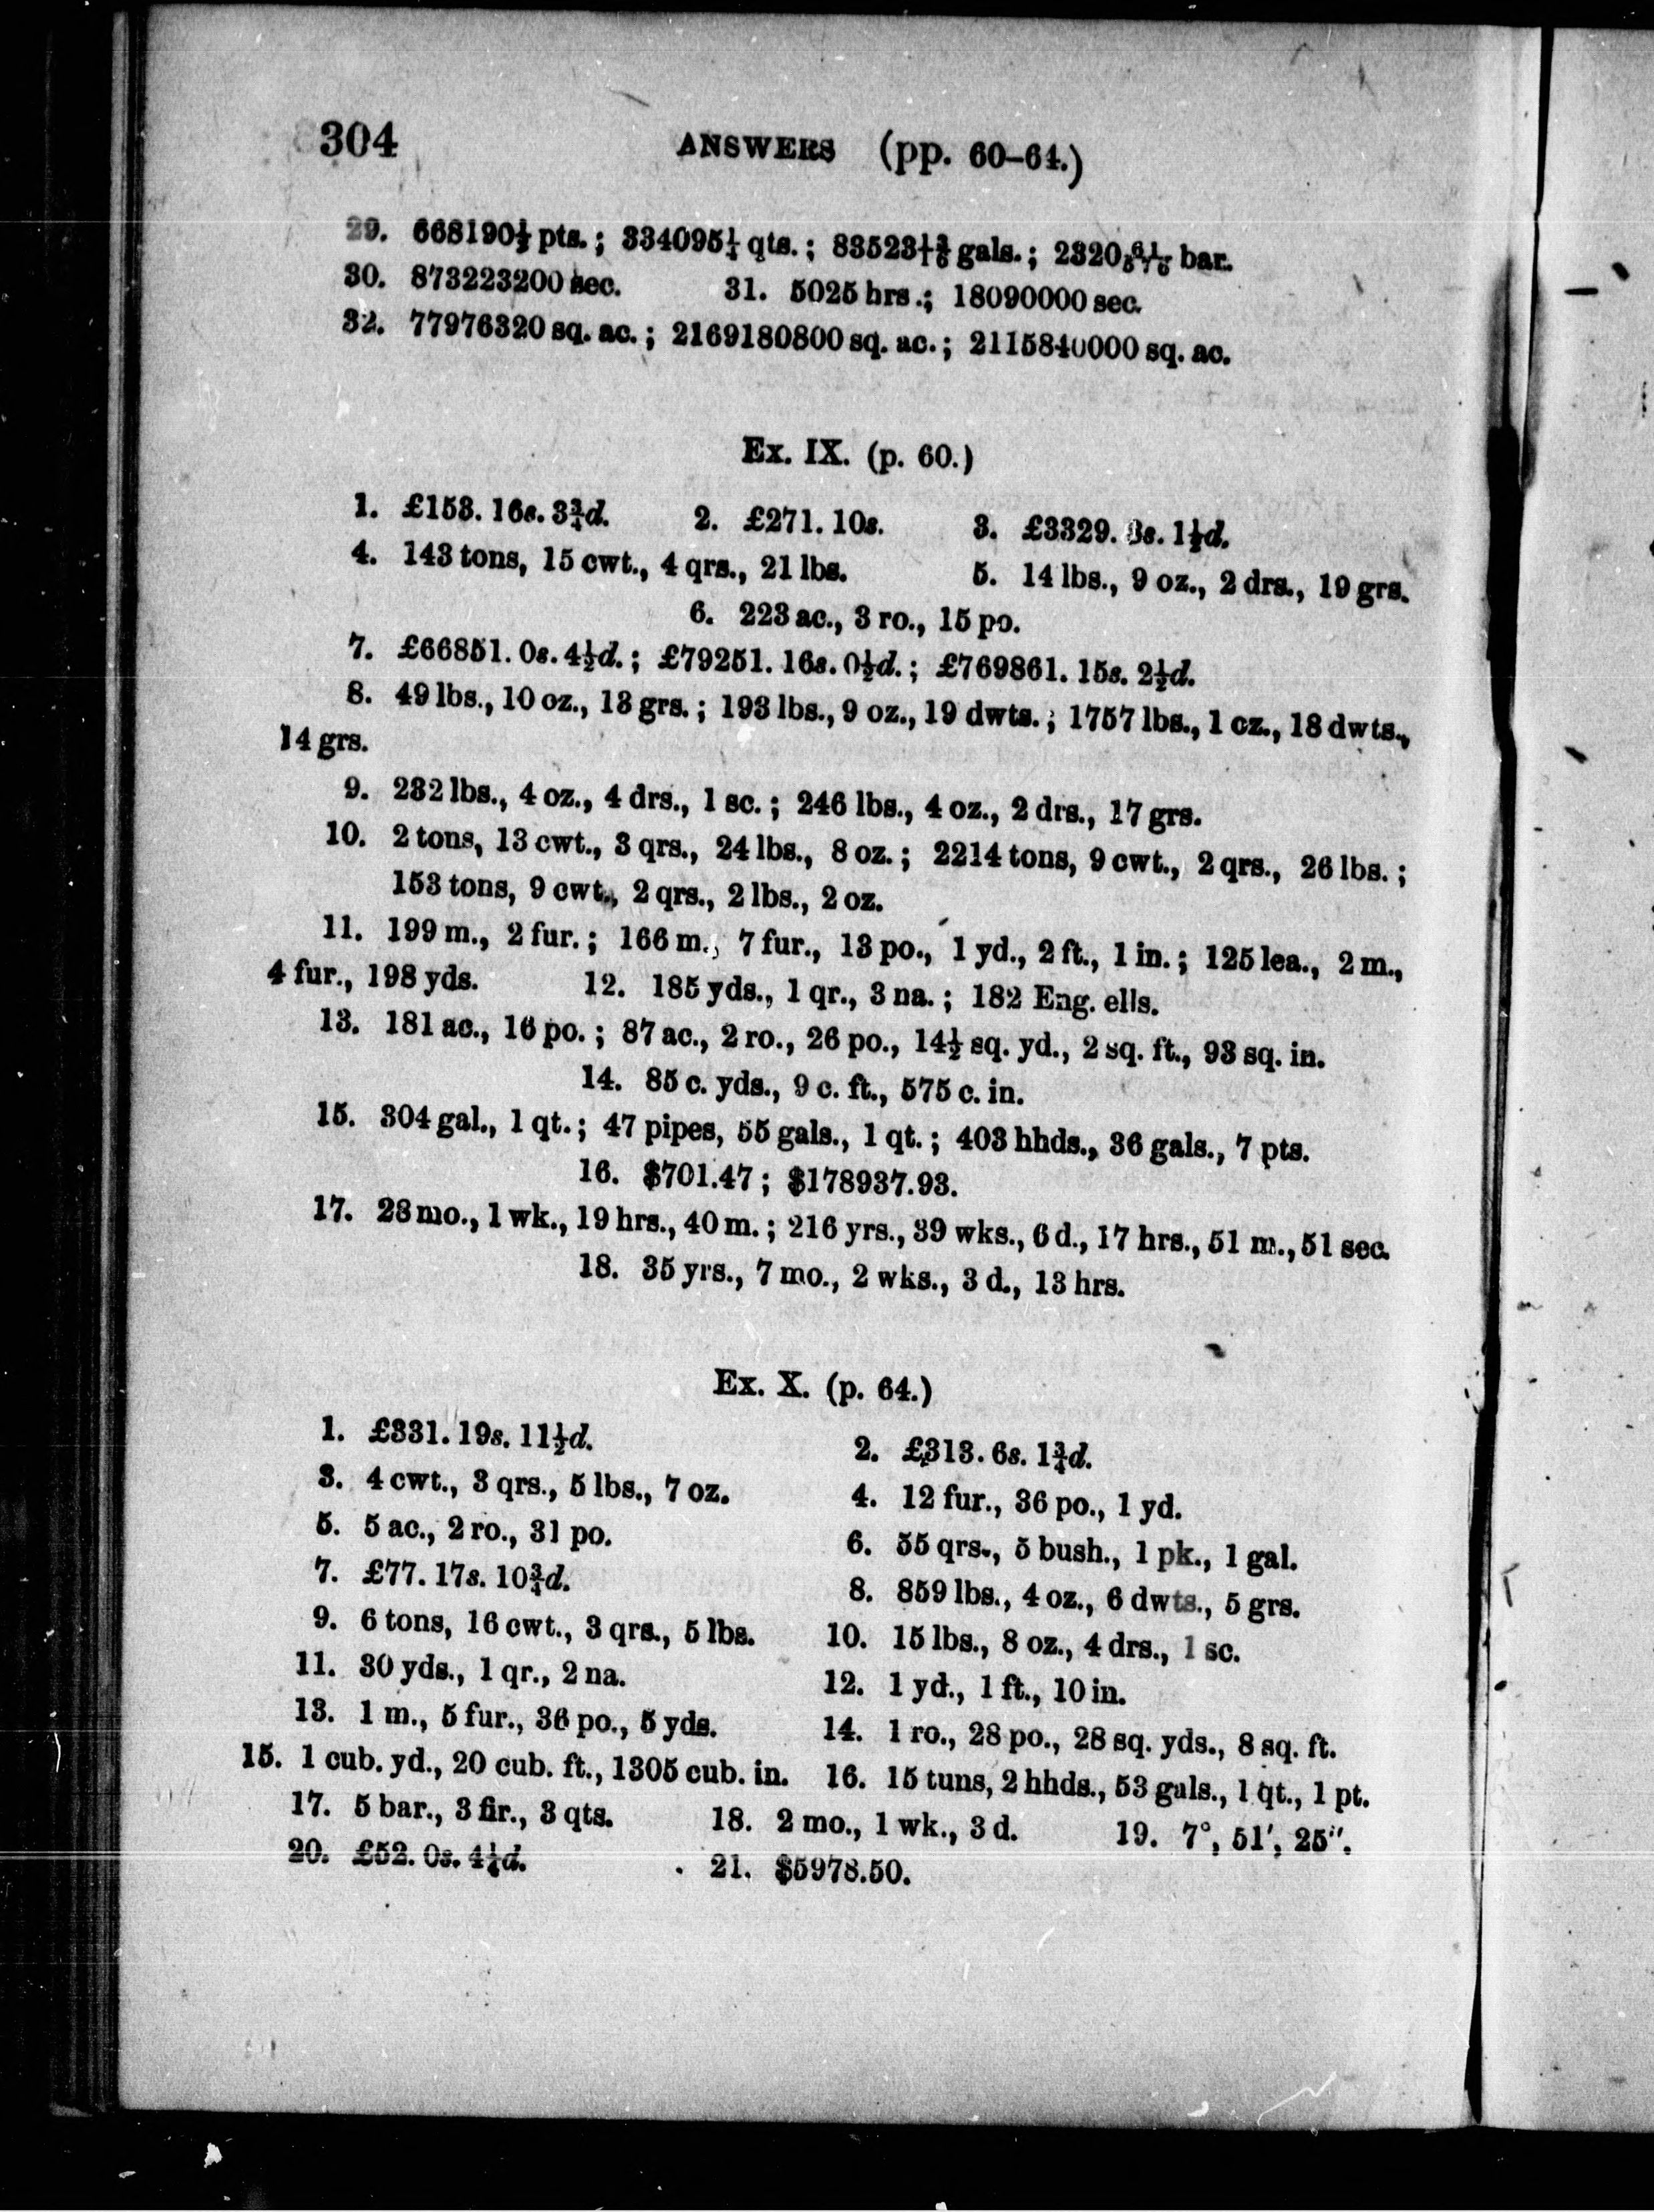 304 ANSWERS (pp. 60–64.)
29. 668190½ pts.; 334095¼ qts.; 83523 13/16 gals.; 2320 61/576 bar.
30. 873223200 sec. 31. 5025 hrs.; 18090000 sec.
32. 77976320 sq. ac.; 2169180800 sq. ac.; 2115840000 sq. ac.
Ex. IX. (p. 60.)
1. £153. 16s. 3¾d. 2. £271. 10s. 3. £3329. 8s. 1½d.
4. 143 tons, 15 cwt., 4 qrs., 21 lbs. 5. 14 lbs., 9 oz., 2 drs., 19 grs.
6. 223 ac., 3 ro., 15 po.
7. £66851. 0s. 4½d.; £79251. 16s. 0½d.; £769861. 15s. 2½d.
8. 49 lbs., 10 oz., 13 grs.; 193 lbs., 9 oz., 19 dwts.; 1757 lbs., 1 oz., 18 dwts.,
14 grs.
9. 232 lbs., 4 oz., 4 drs., 1 sc.; 246 lbs., 4 oz., 2 drs., 17 grs.
10. 2 tons, 13 cwt., 3 qrs., 24 lbs., 8 oz.; 2214 tons, 9 cwt., 2 qrs., 26 lbs.;
153 tons, 9 cwt., 2 qrs., 2 lbs., 2 oz.
11. 199 m., 2 fur.; 166 m., 7 fur., 13 po., 1 yd., 2 ft., 1 in.; 125 lea., 2 m.,
4 fur., 198 yds. 12. 185 yds., 1 qr., 3 na.; 182 Eng. ells.
13. 181 ac., 16 po.; 87 ac., 2 ro., 26 po., 14½ sq. yd., 2 sq. ft., 93 sq. in.
14. 85 c. yds., 9 c. ft., 575 c. in.
15. 304 gal., 1 qt.; 47 pipes, 55 gals., 1 qt.; 403 hhds., 36 gals., 7 pts.
16. $701.47; $178937.93.
17. 28 mo., 1 wk., 19 hrs., 40 m.; 216 yrs., 39 wks., 6 d., 17 hrs., 51 m., 51 sec.
18. 35 yrs., 7 mo., 2 wks., 3 d., 13 hrs.
Ex. X. (p. 64.)
1. £331. 19s. 11½d. 2. £313. 6s. 1¾d.
3. 4 cwt., 3 qrs., 5 lbs., 7 oz. 4. 12 fur., 36 po., 1 yd.
5. 5 ac., 2 ro., 31 po. 6. 55 qrs., 5 bush., 1 pk., 1 gal.
7. £77. 17s. 10¾d. 8. 859 lbs., 4 oz., 6 dwts., 5 grs.
9. 6 tons, 16 cwt., 3 qrs., 5 lbs. 10. 15 lbs., 8 oz., 4 drs., 1 sc.
11. 30 yds., 1 qr., 2 na. 12. 1 yd., 1 ft., 10 in.
13. 1 m., 5 fur., 36 po., 5 yds. 14. 1 ro., 28 po., 28 sq. yds., 8 sq. ft.
15. 1 cub. yd., 20 cub. ft., 1305 cub. in. 16. 15 tuns, 2 hhds., 53 gals., 1 qt., 1 pt.
17. 5 bar., 3 fir., 3 qts. 18. 2 mo., 1 wk., 3 d. 19. 7°, 51′, 25″.
20. £52. 0s. 4¼d. 21. $5978.50.